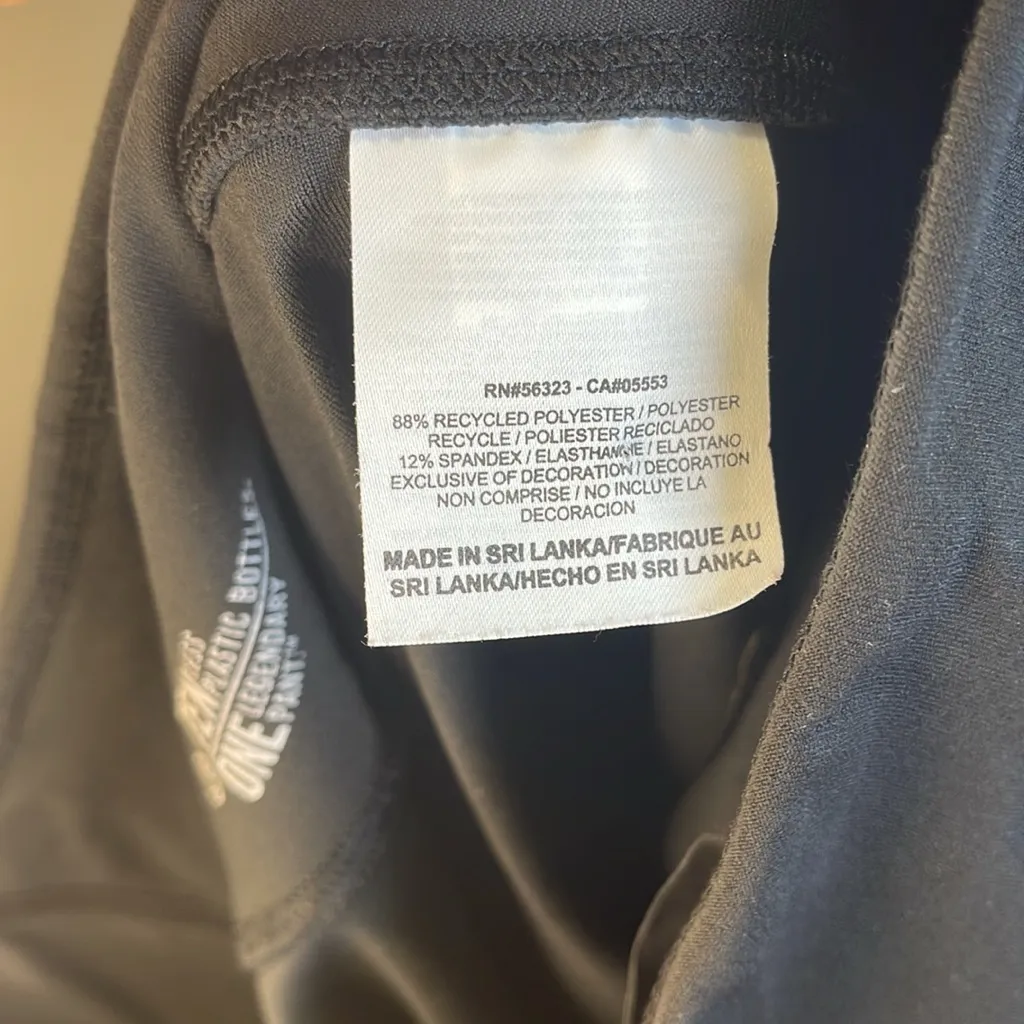 RN#56323 - CA#05553
88% RECYCLED POLYESTER / POLYESTER
RECYCLE / POLIESTER RECICLADO
12% SPANDEX / ELASTHANNE / ELASTANO
EXCLUSIVE OF DECORATION / DECORATION
NON COMPRISE / NO INCLUYE LA
DECORACION
MADE IN SRI LANKA/FABRIQUE AU
SRI LANKA/HECHO EN SRI LANKA
PLASTIC BOTTLES.
ONE LEGENDARY
PANT.™